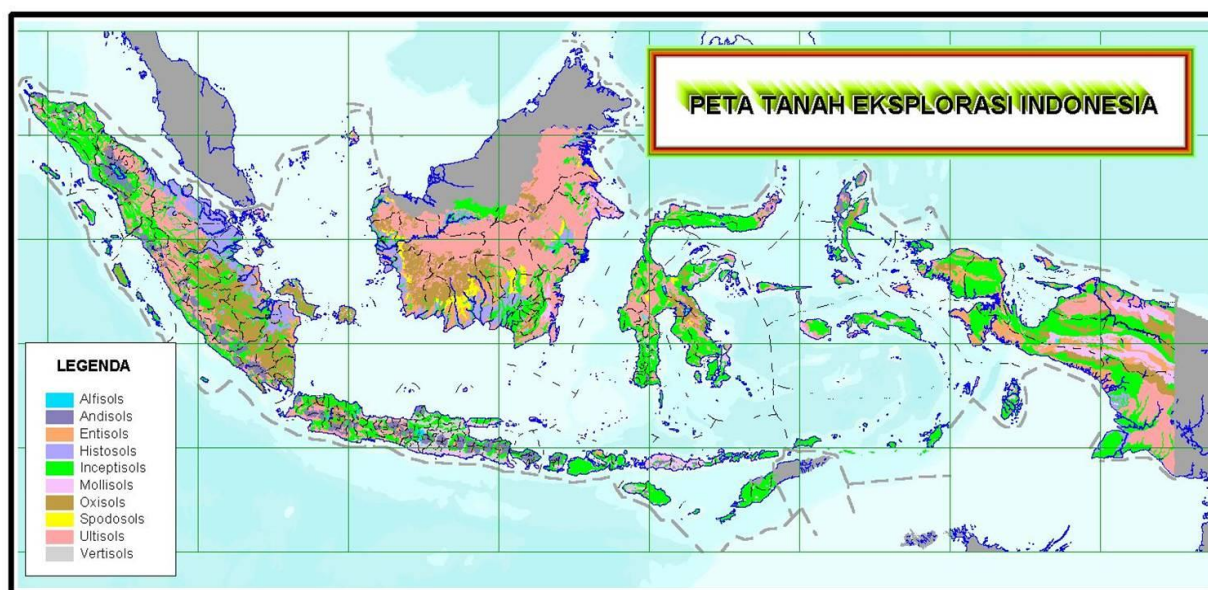 PETA TANAH EKSPLORASI INDONESIA
LEGENDA
Alfisols
Andisols
Entisols
Histosols
Inceptisols
Mollisols
Oxisols
Spodosols
Ultisols
Vertisols